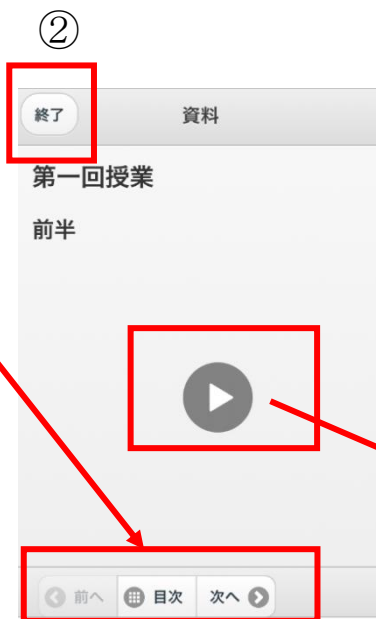 ②
終了 資料
第一回授業
前半
前へ 目次 次へ